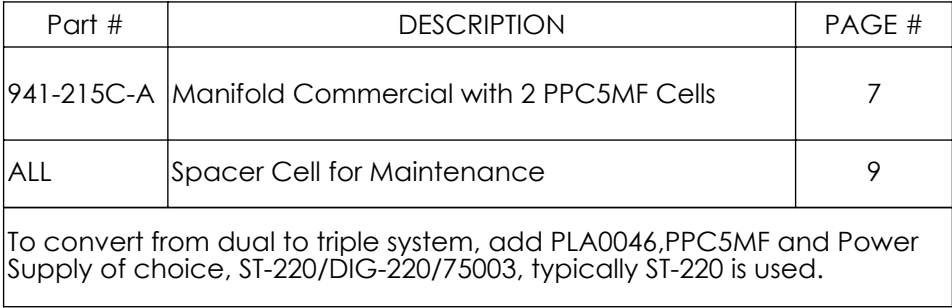 Part # DESCRIPTION PAGE #
941-215C-A Manifold Commercial with 2 PPC5MF Cells 7
ALL Spacer Cell for Maintenance 9
To convert from dual to triple system, add PLA0046,PPC5MF and Power
Supply of choice, ST-220/DIG-220/75003, typically ST-220 is used.